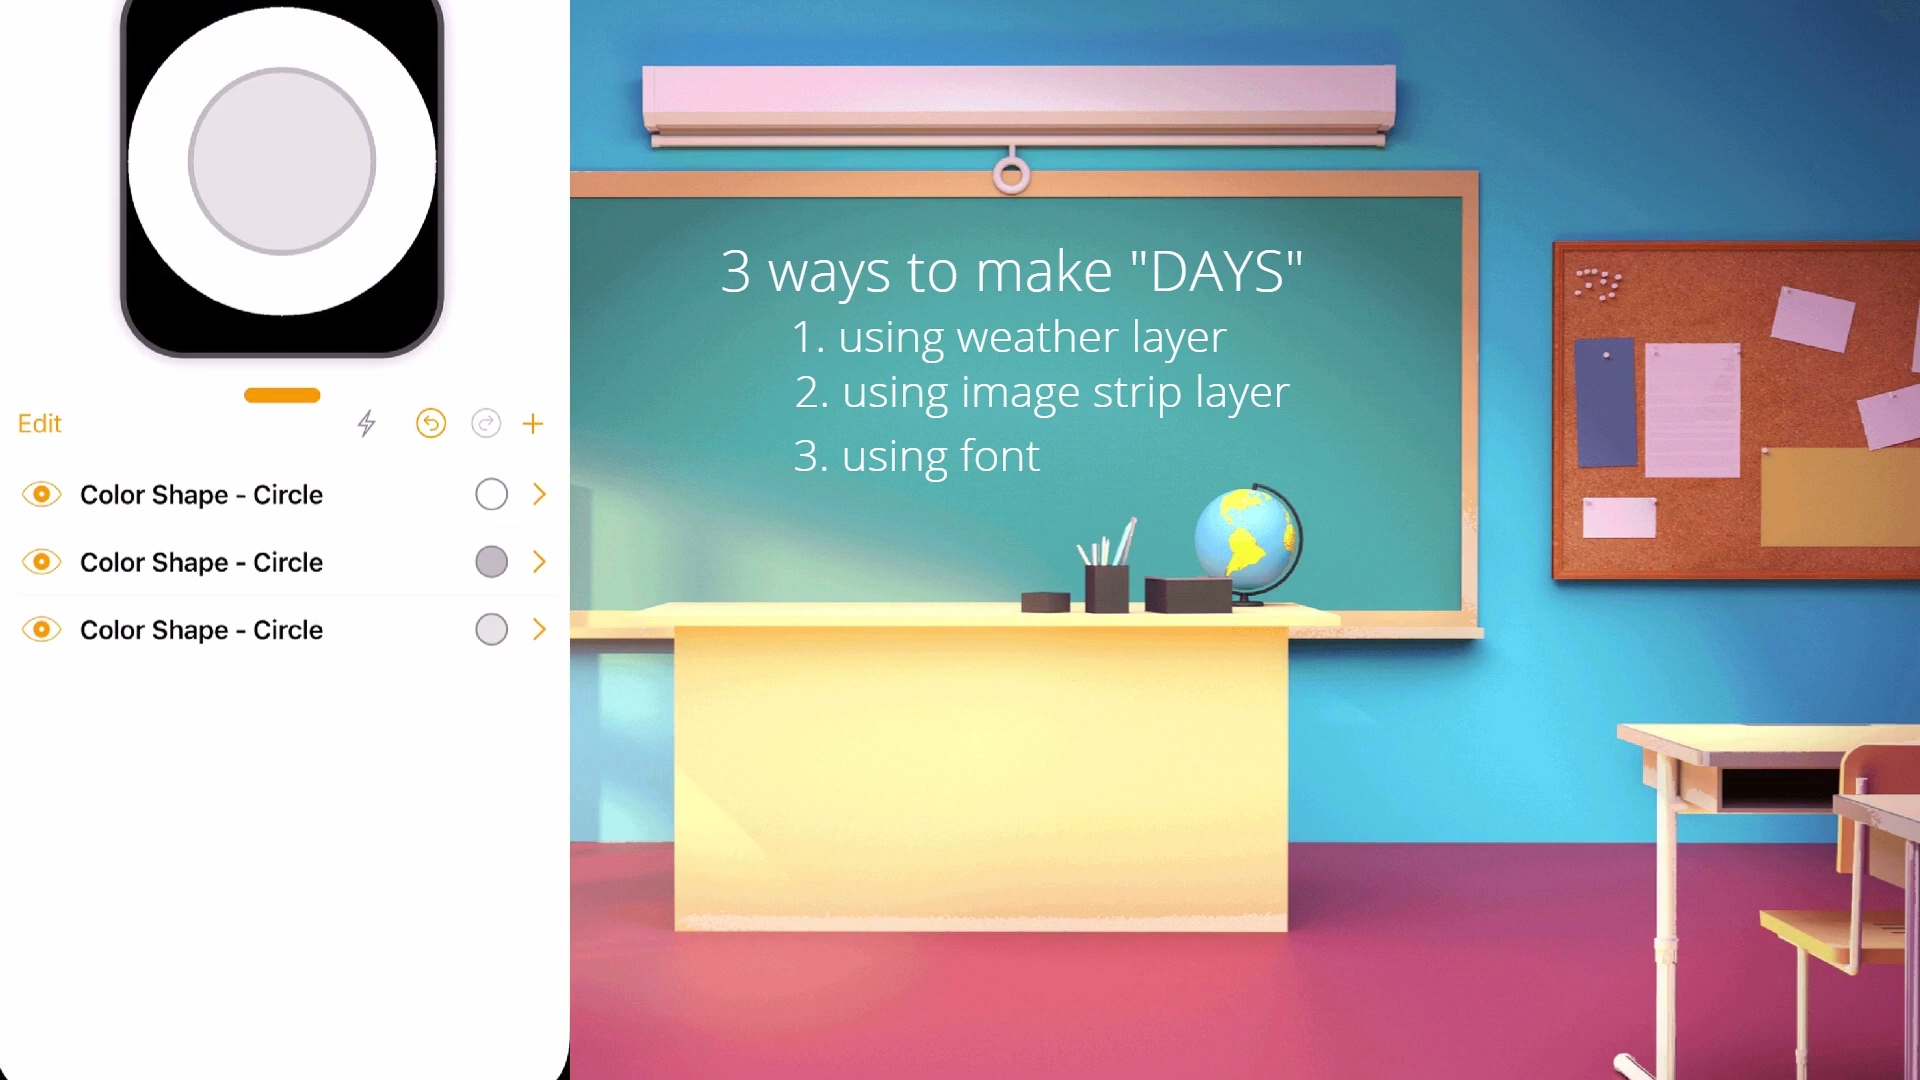 Edit
Color Shape - Circle
Color Shape - Circle
Color Shape - Circle
3 ways to make "DAYS"
1. using weather layer
2. using image strip layer
3. using font